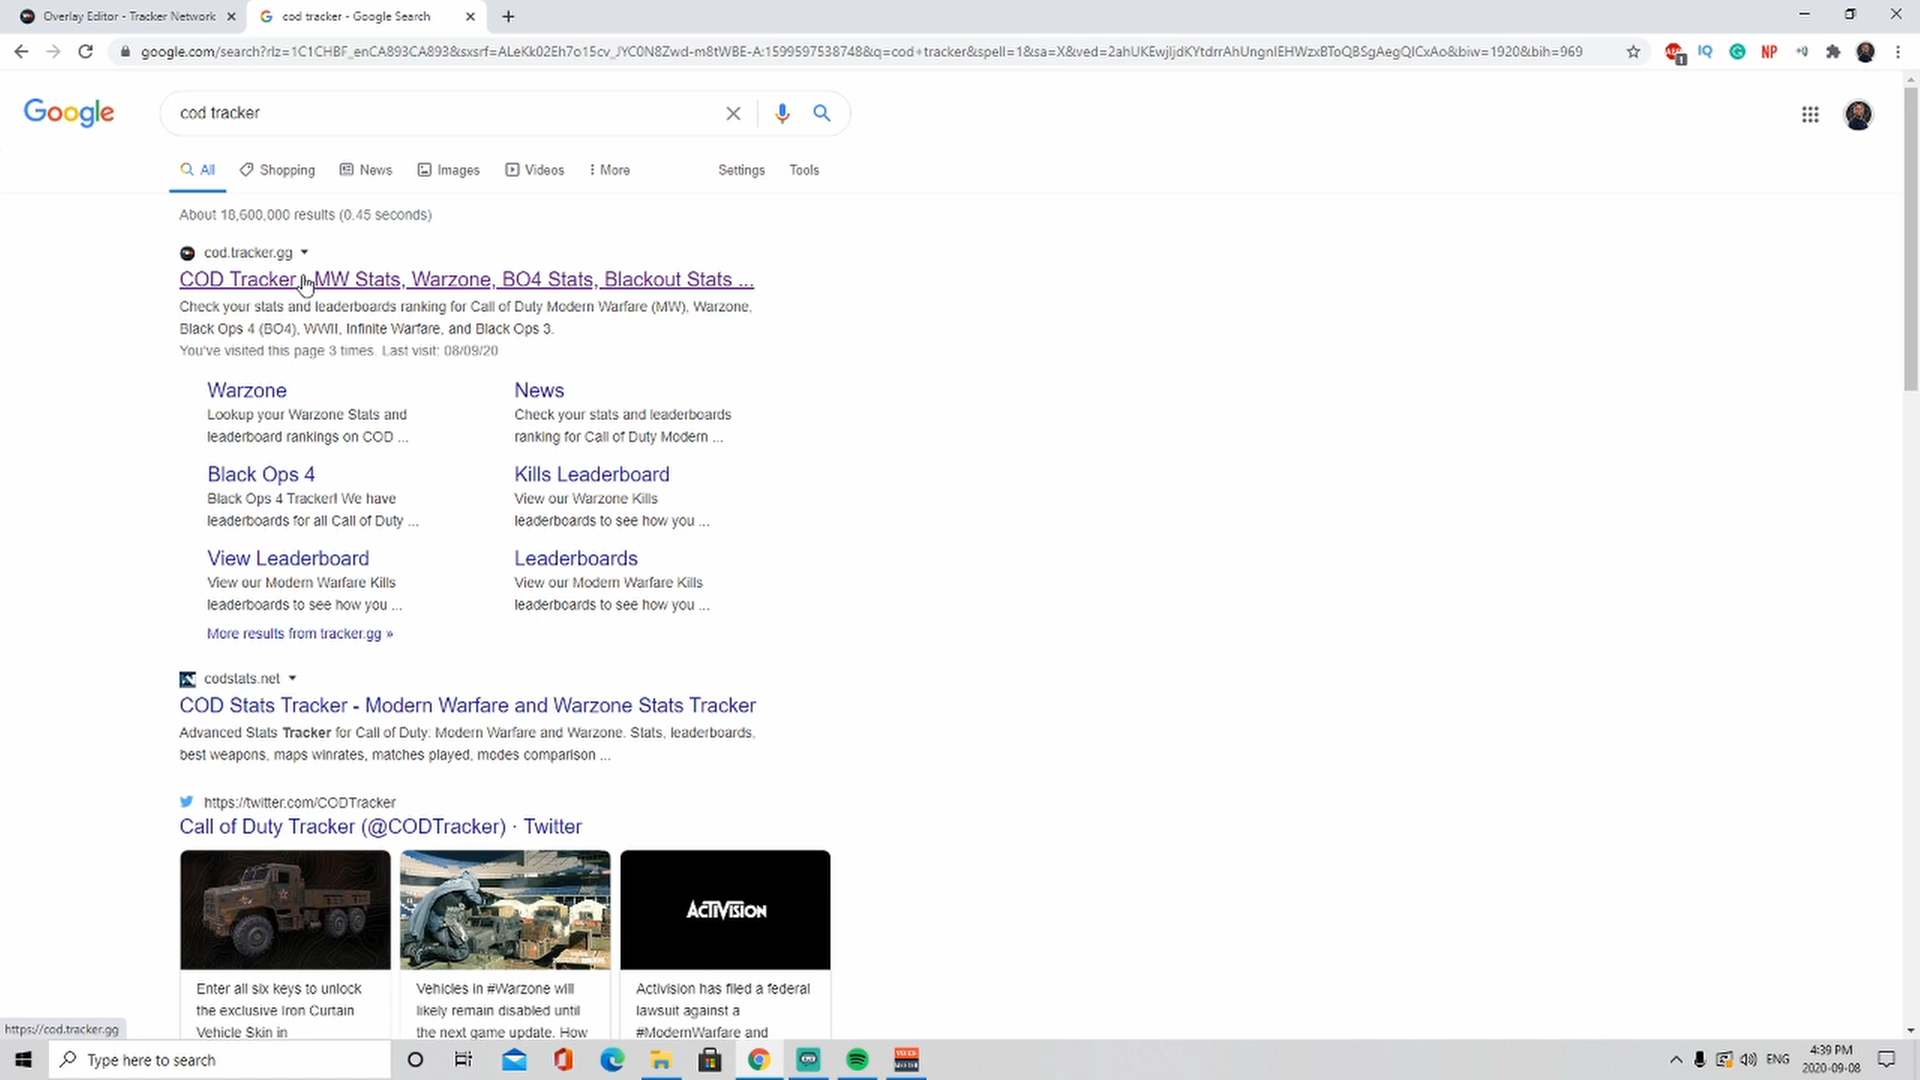 Overlay Editor - Tracker Network
cod tracker - Google Search
google.com/search?rlz=1C1CHBF_enCA893CA893&sxsrf=ALeKk02Eh7o15cv_JYC0N8Zwd-m8tWBE-A:1599597538748&q=cod+tracker&spell=1&sa=X&ved=2ahUKEwjljdKYtdrrAhUngnIEHWzxBToQBSgAegQICxAo&biw=1920&bih=969
1
IQ
NP
Google
cod tracker
All
Shopping
News
Images
Videos
More
Settings
Tools
About 18,600,000 results (0.45 seconds)
cod.tracker.gg
COD Tracker - MW Stats, Warzone, BO4 Stats, Blackout Stats ...
Check your stats and leaderboards ranking for Call of Duty Modern Warfare (MW), Warzone,
Black Ops 4 (BO4), WWII, Infinite Warfare, and Black Ops 3.
You've visited this page 3 times. Last visit: 08/09/20
Warzone
Lookup your Warzone Stats and
leaderboard rankings on COD ...
News
Check your stats and leaderboards
ranking for Call of Duty Modern ...
Black Ops 4
Black Ops 4 Tracker! We have
leaderboards for all Call of Duty ...
Kills Leaderboard
View our Warzone Kills
leaderboards to see how you ...
View Leaderboard
View our Modern Warfare Kills
leaderboards to see how you ...
Leaderboards
View our Modern Warfare Kills
leaderboards to see how you ...
More results from tracker.gg »
codstats.net
COD Stats Tracker - Modern Warfare and Warzone Stats Tracker
Advanced Stats Tracker for Call of Duty: Modern Warfare and Warzone. Stats, leaderboards,
best weapons, maps winrates, matches played, modes comparison ...
https://twitter.com/CODTracker
Call of Duty Tracker (@CODTracker) · Twitter
ACTIVISION
Enter all six keys to unlock
the exclusive Iron Curtain
Vehicle Skin in
Vehicles in #Warzone will
likely remain disabled until
the next game update. How
Activision has filed a federal
lawsuit against a
#ModernWarfare and
https://cod.tracker.gg
Type here to search
ENG
4:39 PM
2020-09-08